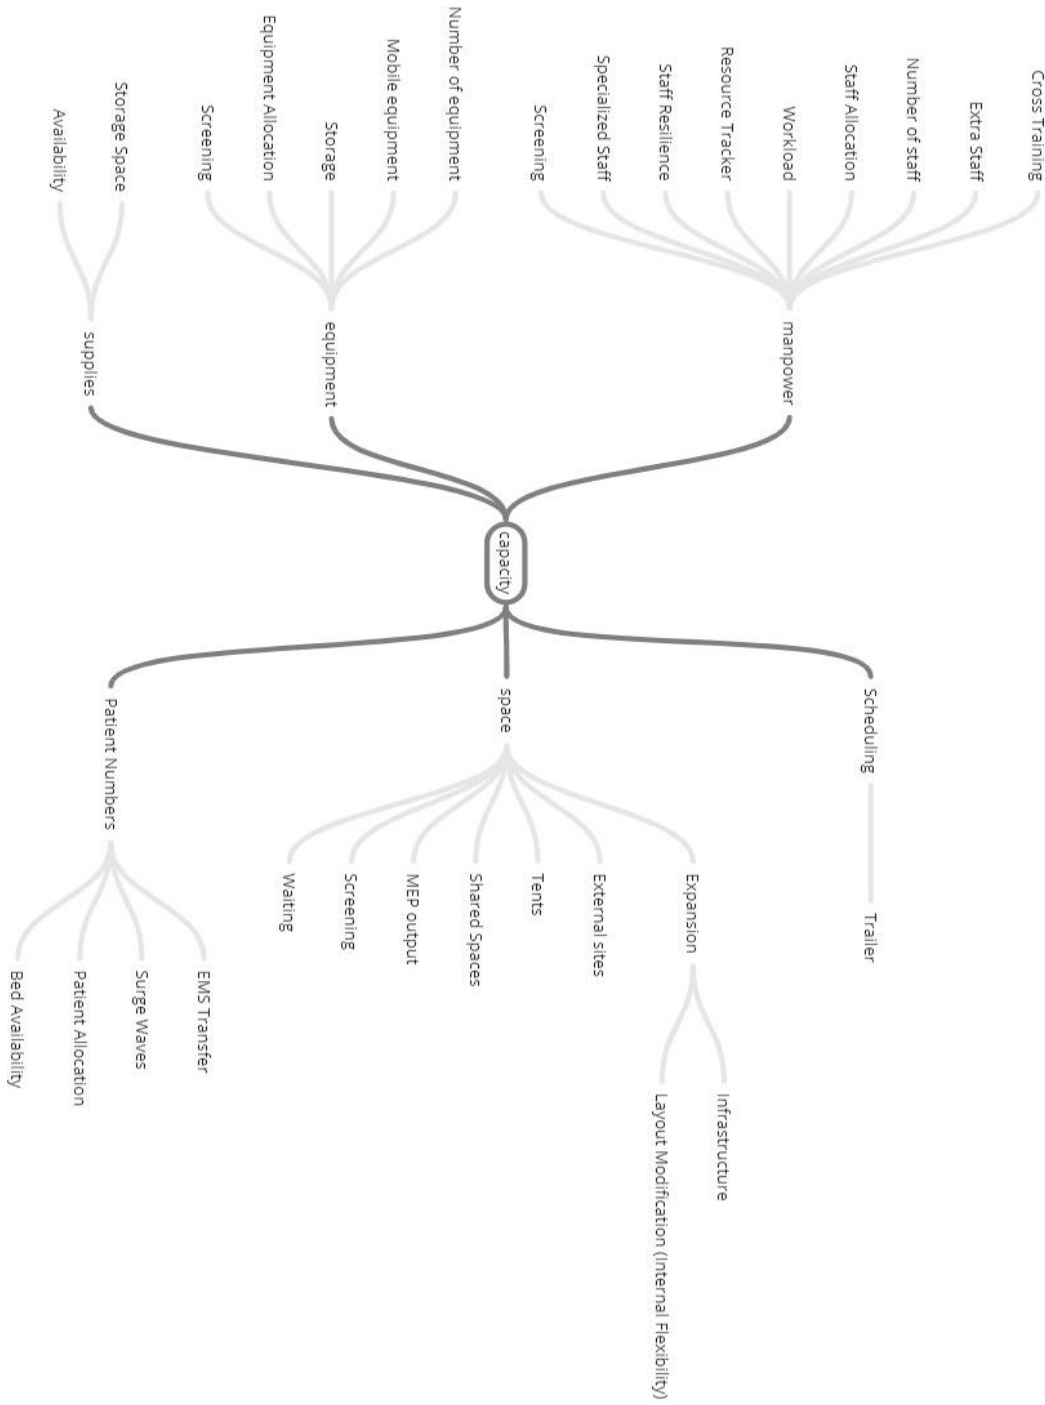 Cross Training
Extra Staff
Number of staff
Staff Allocation
Workload
Resource Tracker
Staff Resilience
Specialized Staff
Screening
manpower
Number of equipment
Mobile equipment
Storage
Equipment Allocation
Screening
equipment
Storage Space
Availability
supplies
capacity
Scheduling
Trailer
space
Expansion
Infrastructure
Layout Modification (Internal Flexibility)
External sites
Tents
Shared Spaces
MEP output
Screening
Waiting
Patient Numbers
EMS Transfer
Surge Waves
Patient Allocation
Bed Availability